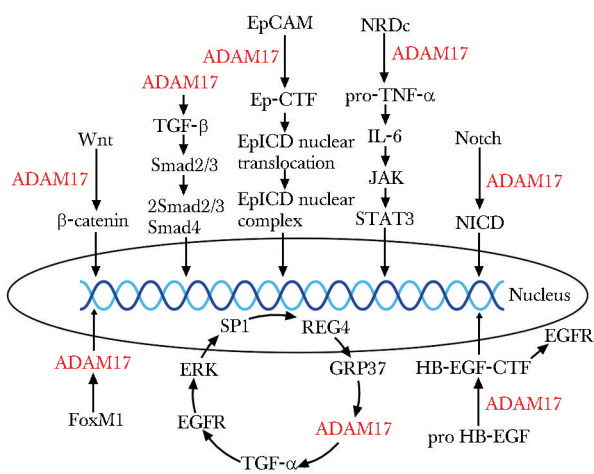 EpCAM
NRDc
ADAM17
ADAM17
ADAM17
Ep-CTF
pro-TNF-α
TGF-β
Wnt
EpICD nuclear
translocation
IL-6
Notch
Smad2/3
ADAM17
JAK
ADAM17
2Smad2/3
Smad4
EpICD nuclear
complex
STAT3
β-catenin
NICD
Nucleus
SP1
REG4
EGFR
ADAM17
ERK
GRP37
HB-EGF-CTF
FoxM1
EGFR
ADAM17
ADAM17
pro HB-EGF
TGF-α